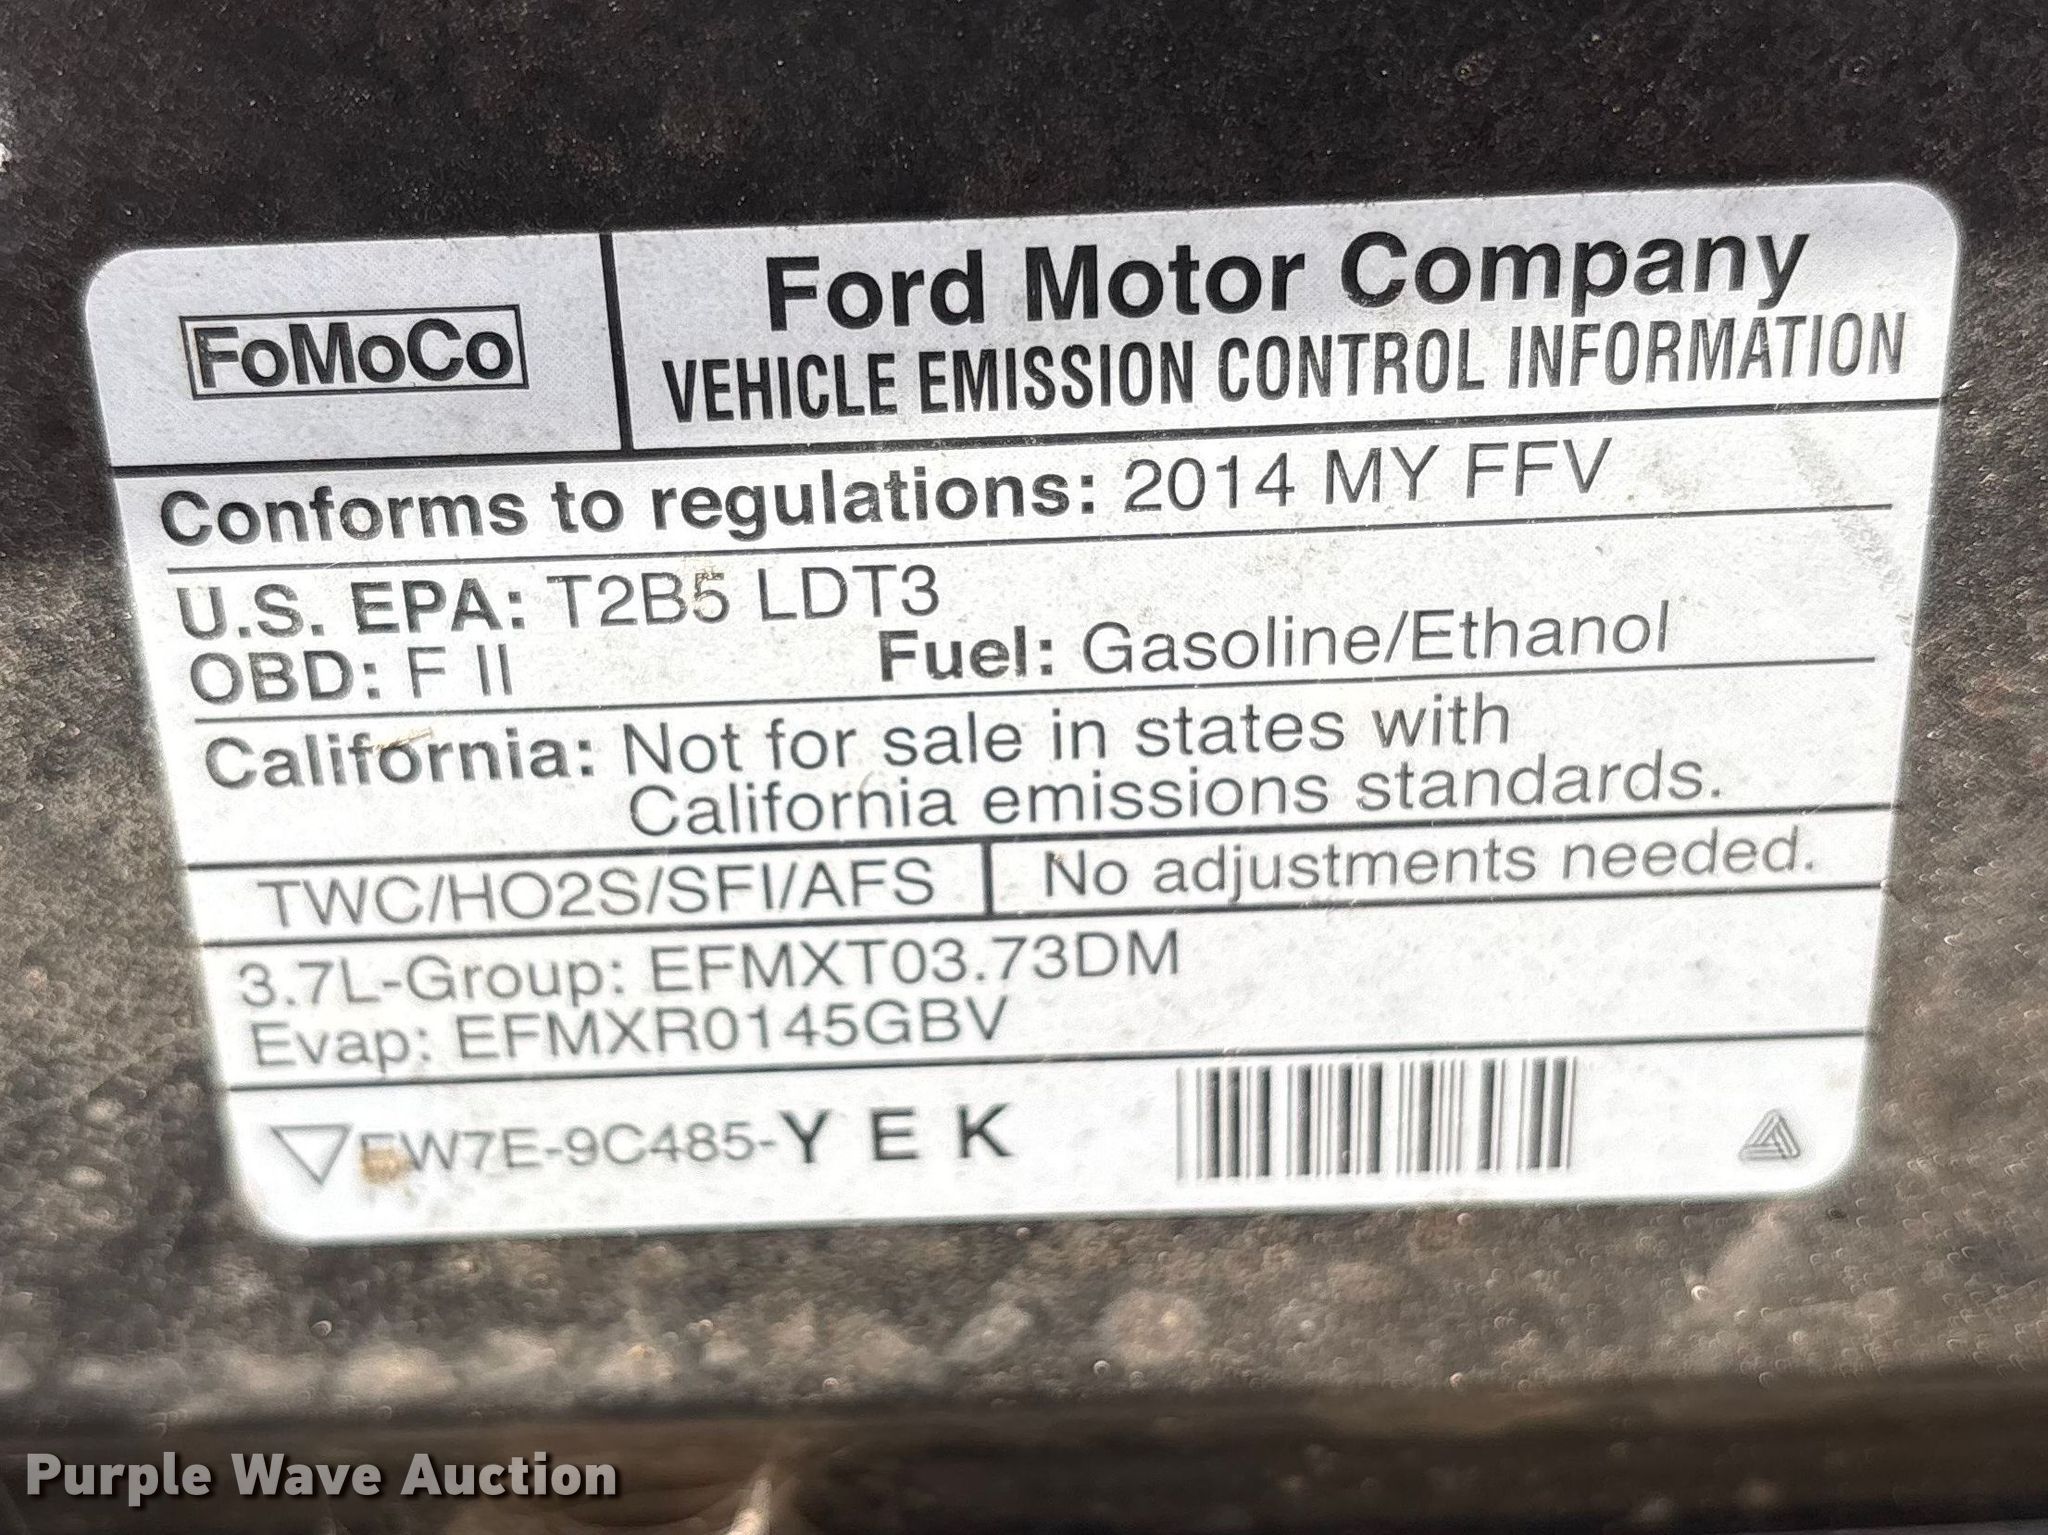 FoMoCo
Ford Motor Company
VEHICLE EMISSION CONTROL INFORMATION
Conforms to regulations: 2014 MY FFV
U.S. EPA: T2B5 LDT3
OBD: F II Fuel: Gasoline/Ethanol
California: Not for sale in states with
California emissions standards.
TWC/HO2S/SFI/AFS No adjustments needed.
3.7L-Group: EFMXT03.73DM
Evap: EFMXR0145GBV
EW7E-9C485-Y E K
Purple Wave Auction